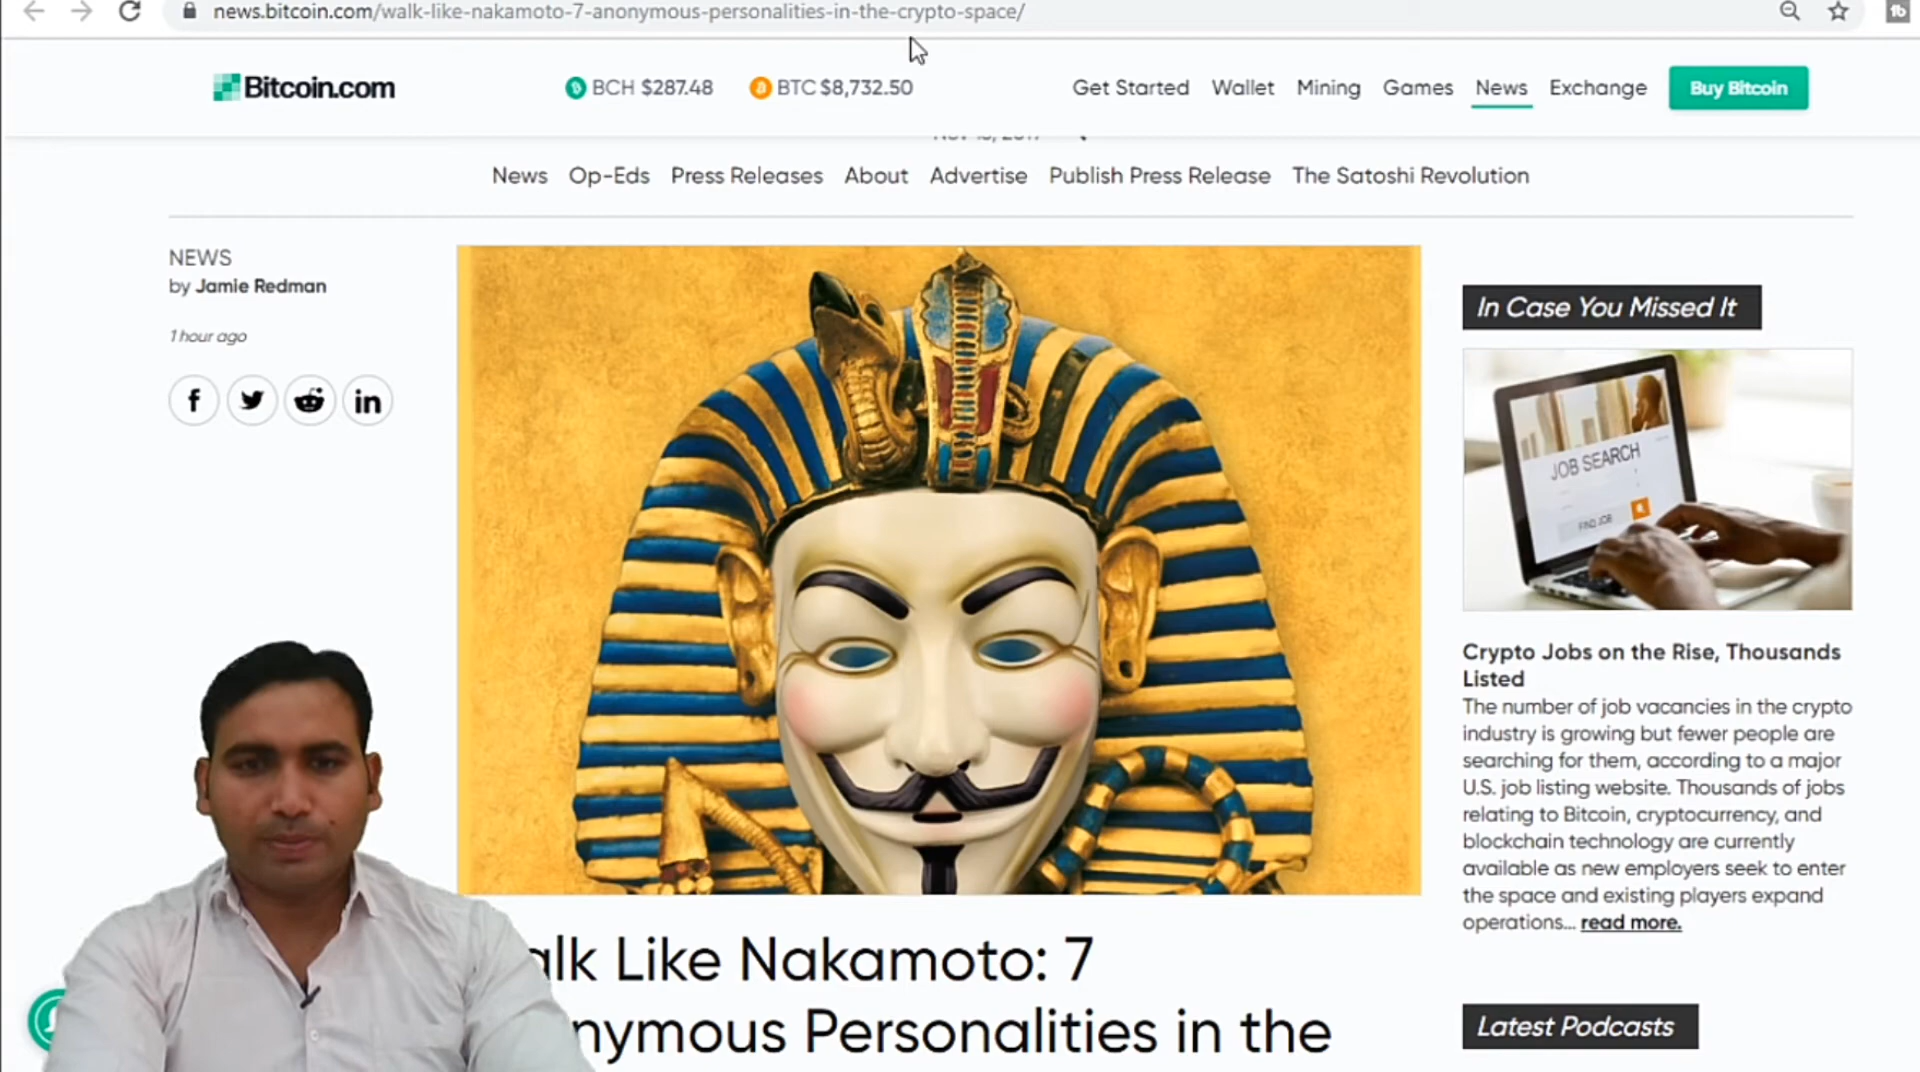 news.bitcoin.com/walk-like-nakamoto-7-anonymous-personalities-in-the-crypto-space/
Bitcoin.com
BCH $287.48
BTC $8,732.50
Get Started Wallet Mining Games News Exchange Buy Bitcoin
News Op-Eds Press Releases About Advertise Publish Press Release The Satoshi Revolution
NEWS
by Jamie Redman
1 hour ago
In Case You Missed It
JOB SEARCH
FIND JOB
Crypto Jobs on the Rise, Thousands
Listed
The number of job vacancies in the crypto
industry is growing but fewer people are
searching for them, according to a major
U.S. job listing website. Thousands of jobs
relating to Bitcoin, cryptocurrency, and
blockchain technology are currently
available as new employers seek to enter
the space and existing players expand
operations... read more.
alk Like Nakamoto: 7
nymous Personalities in the
Latest Podcasts